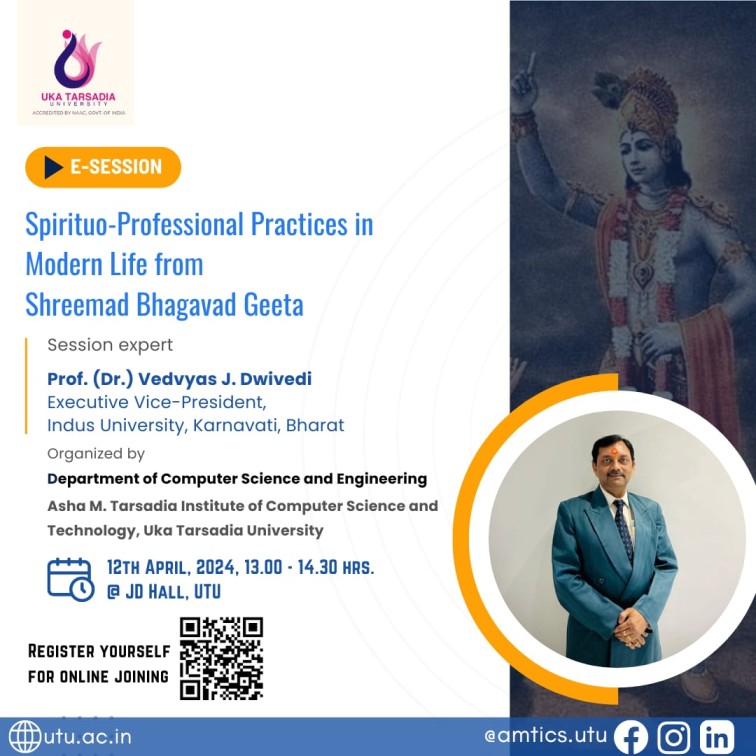 UKA TARSADIA
UNIVERSITY
ACCREDITED BY NAAC, GOVT. OF INDIA
E-SESSION
Spirituo-Professional Practices in
Modern Life from
Shreemad Bhagavad Geeta
Session expert
Prof. (Dr.) Vedvyas J. Dwivedi
Executive Vice-President,
Indus University, Karnavati, Bharat
Organized by
Department of Computer Science and Engineering
Asha M. Tarsadia Institute of Computer Science and
Technology, Uka Tarsadia University
12th April, 2024, 13.00 - 14.30 hrs.
@ JD Hall, UTU
Register yourself
for online joining
utu.ac.in
@amtics.utu